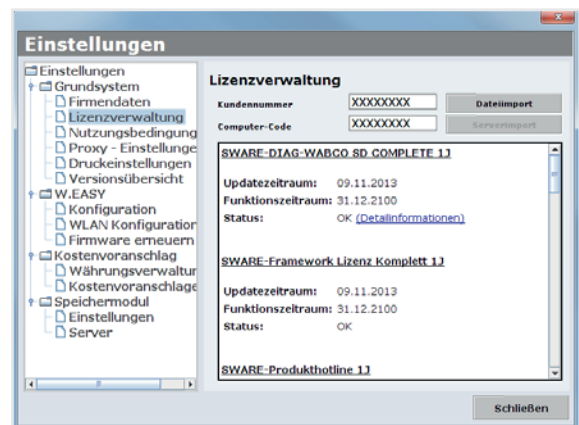 Einstellungen
Einstellungen
Grundsystem
Firmendaten
Lizenzverwaltung
Nutzungsbedingung
Proxy - Einstellunge
Druckeinstellungen
Versionsübersicht
W.EASY
Konfiguration
WLAN Konfiguration
Firmware erneuern
Kostenvoranschlag
Währungsverwaltur
Kostenvoranschlage
Speichermodul
Einstellungen
Server
Lizenzverwaltung
Kundennummer XXXXXXXX Dateiimport
Computer-Code XXXXXXXX Serverimport
SWARE-DIAG-WABCO SD COMPLETE 1J
Updatezeitraum: 09.11.2013
Funktionszeitraum: 31.12.2100
Status: OK (Detailinformationen)
SWARE-Framework Lizenz Komplett 1J
Updatezeitraum: 09.11.2013
Funktionszeitraum: 31.12.2100
Status: OK
SWARE-Produkthotline 1J
Schließen